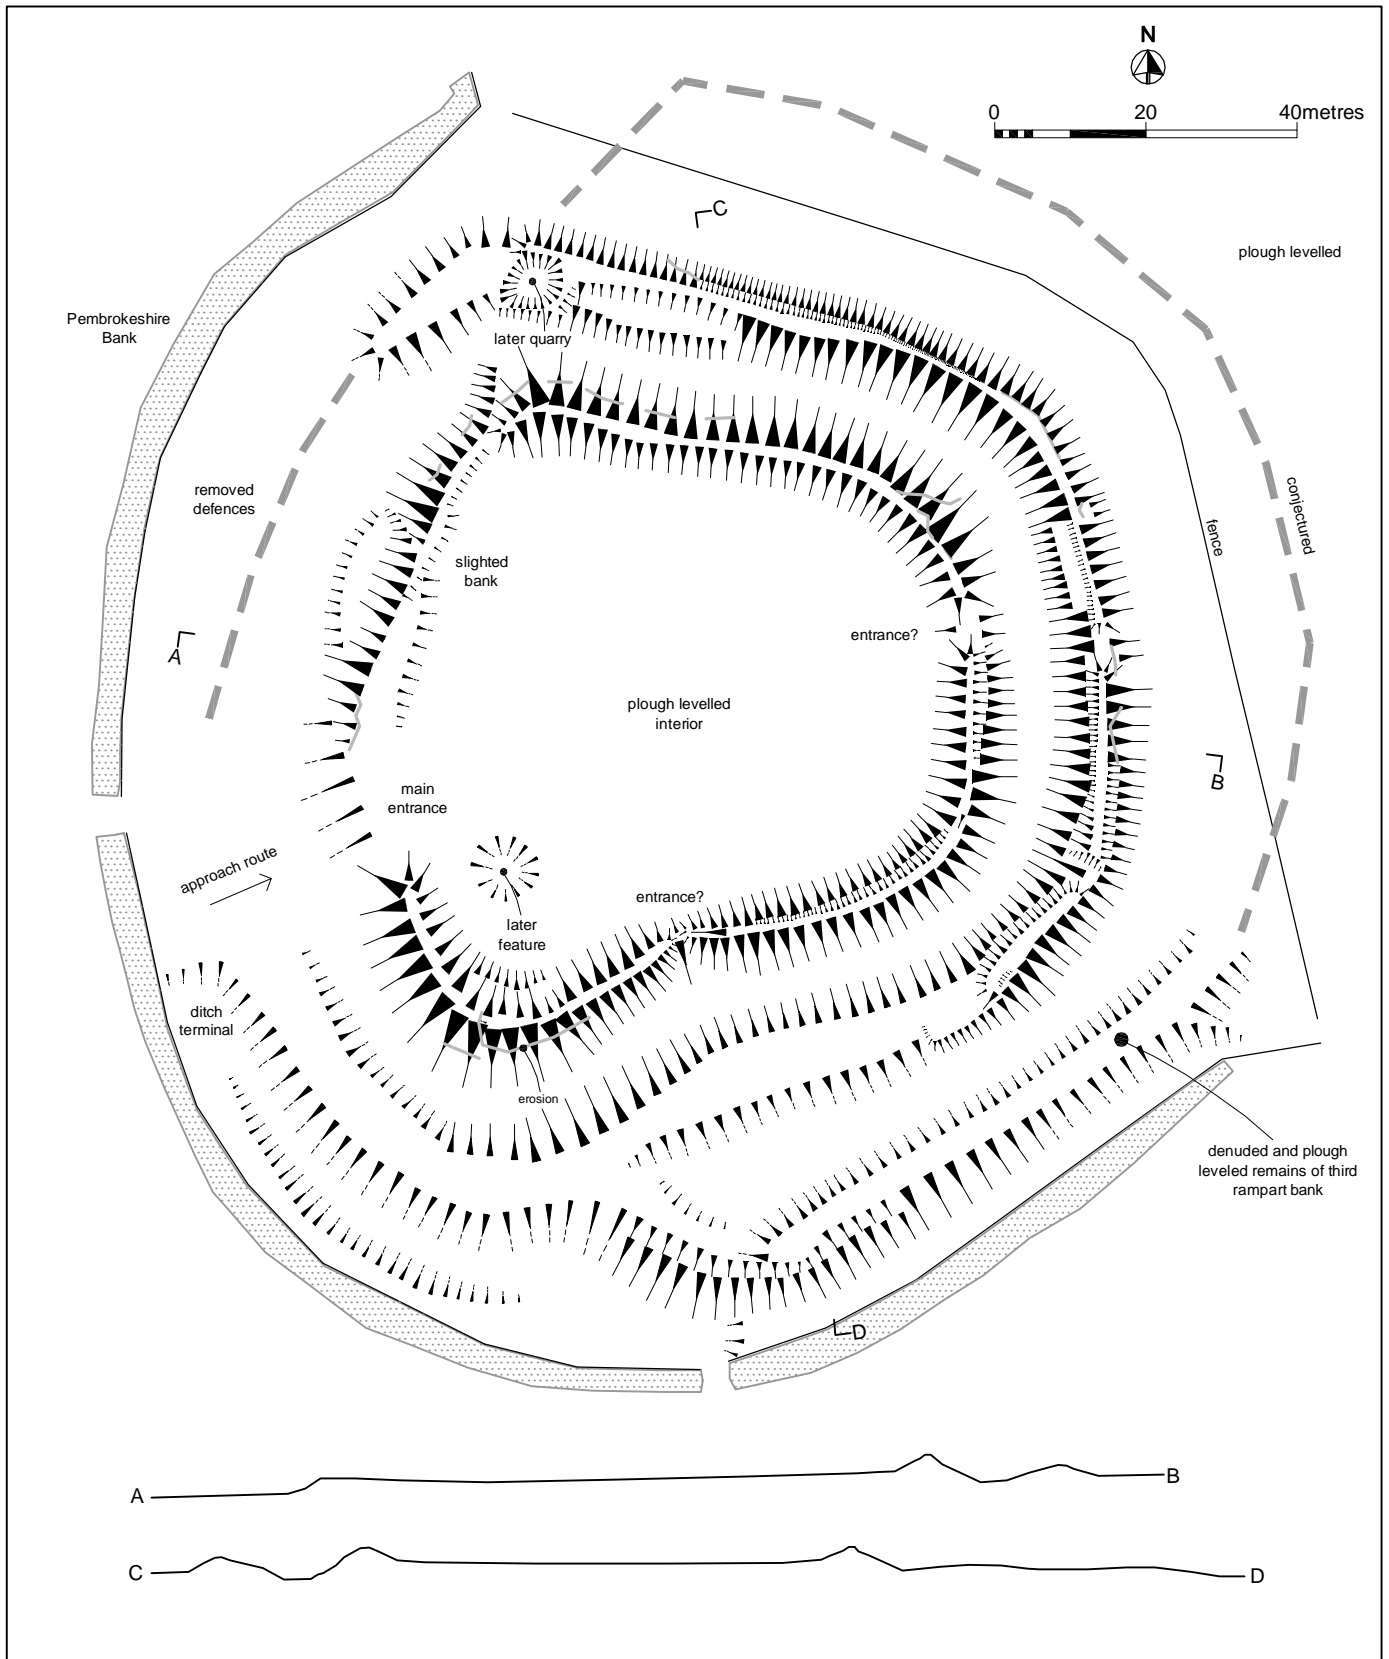 N
0 20 40metres
C
plough levelled
Pembrokeshire
Bank
later quarry
removed
defences
conjectured
fence
slighted
bank
entrance?
A
plough levelled
interior
B
main
entrance
approach route
entrance?
later
feature
ditch
terminal
erosion
denuded and plough
leveled remains of third
rampart bank
D
A B
C D